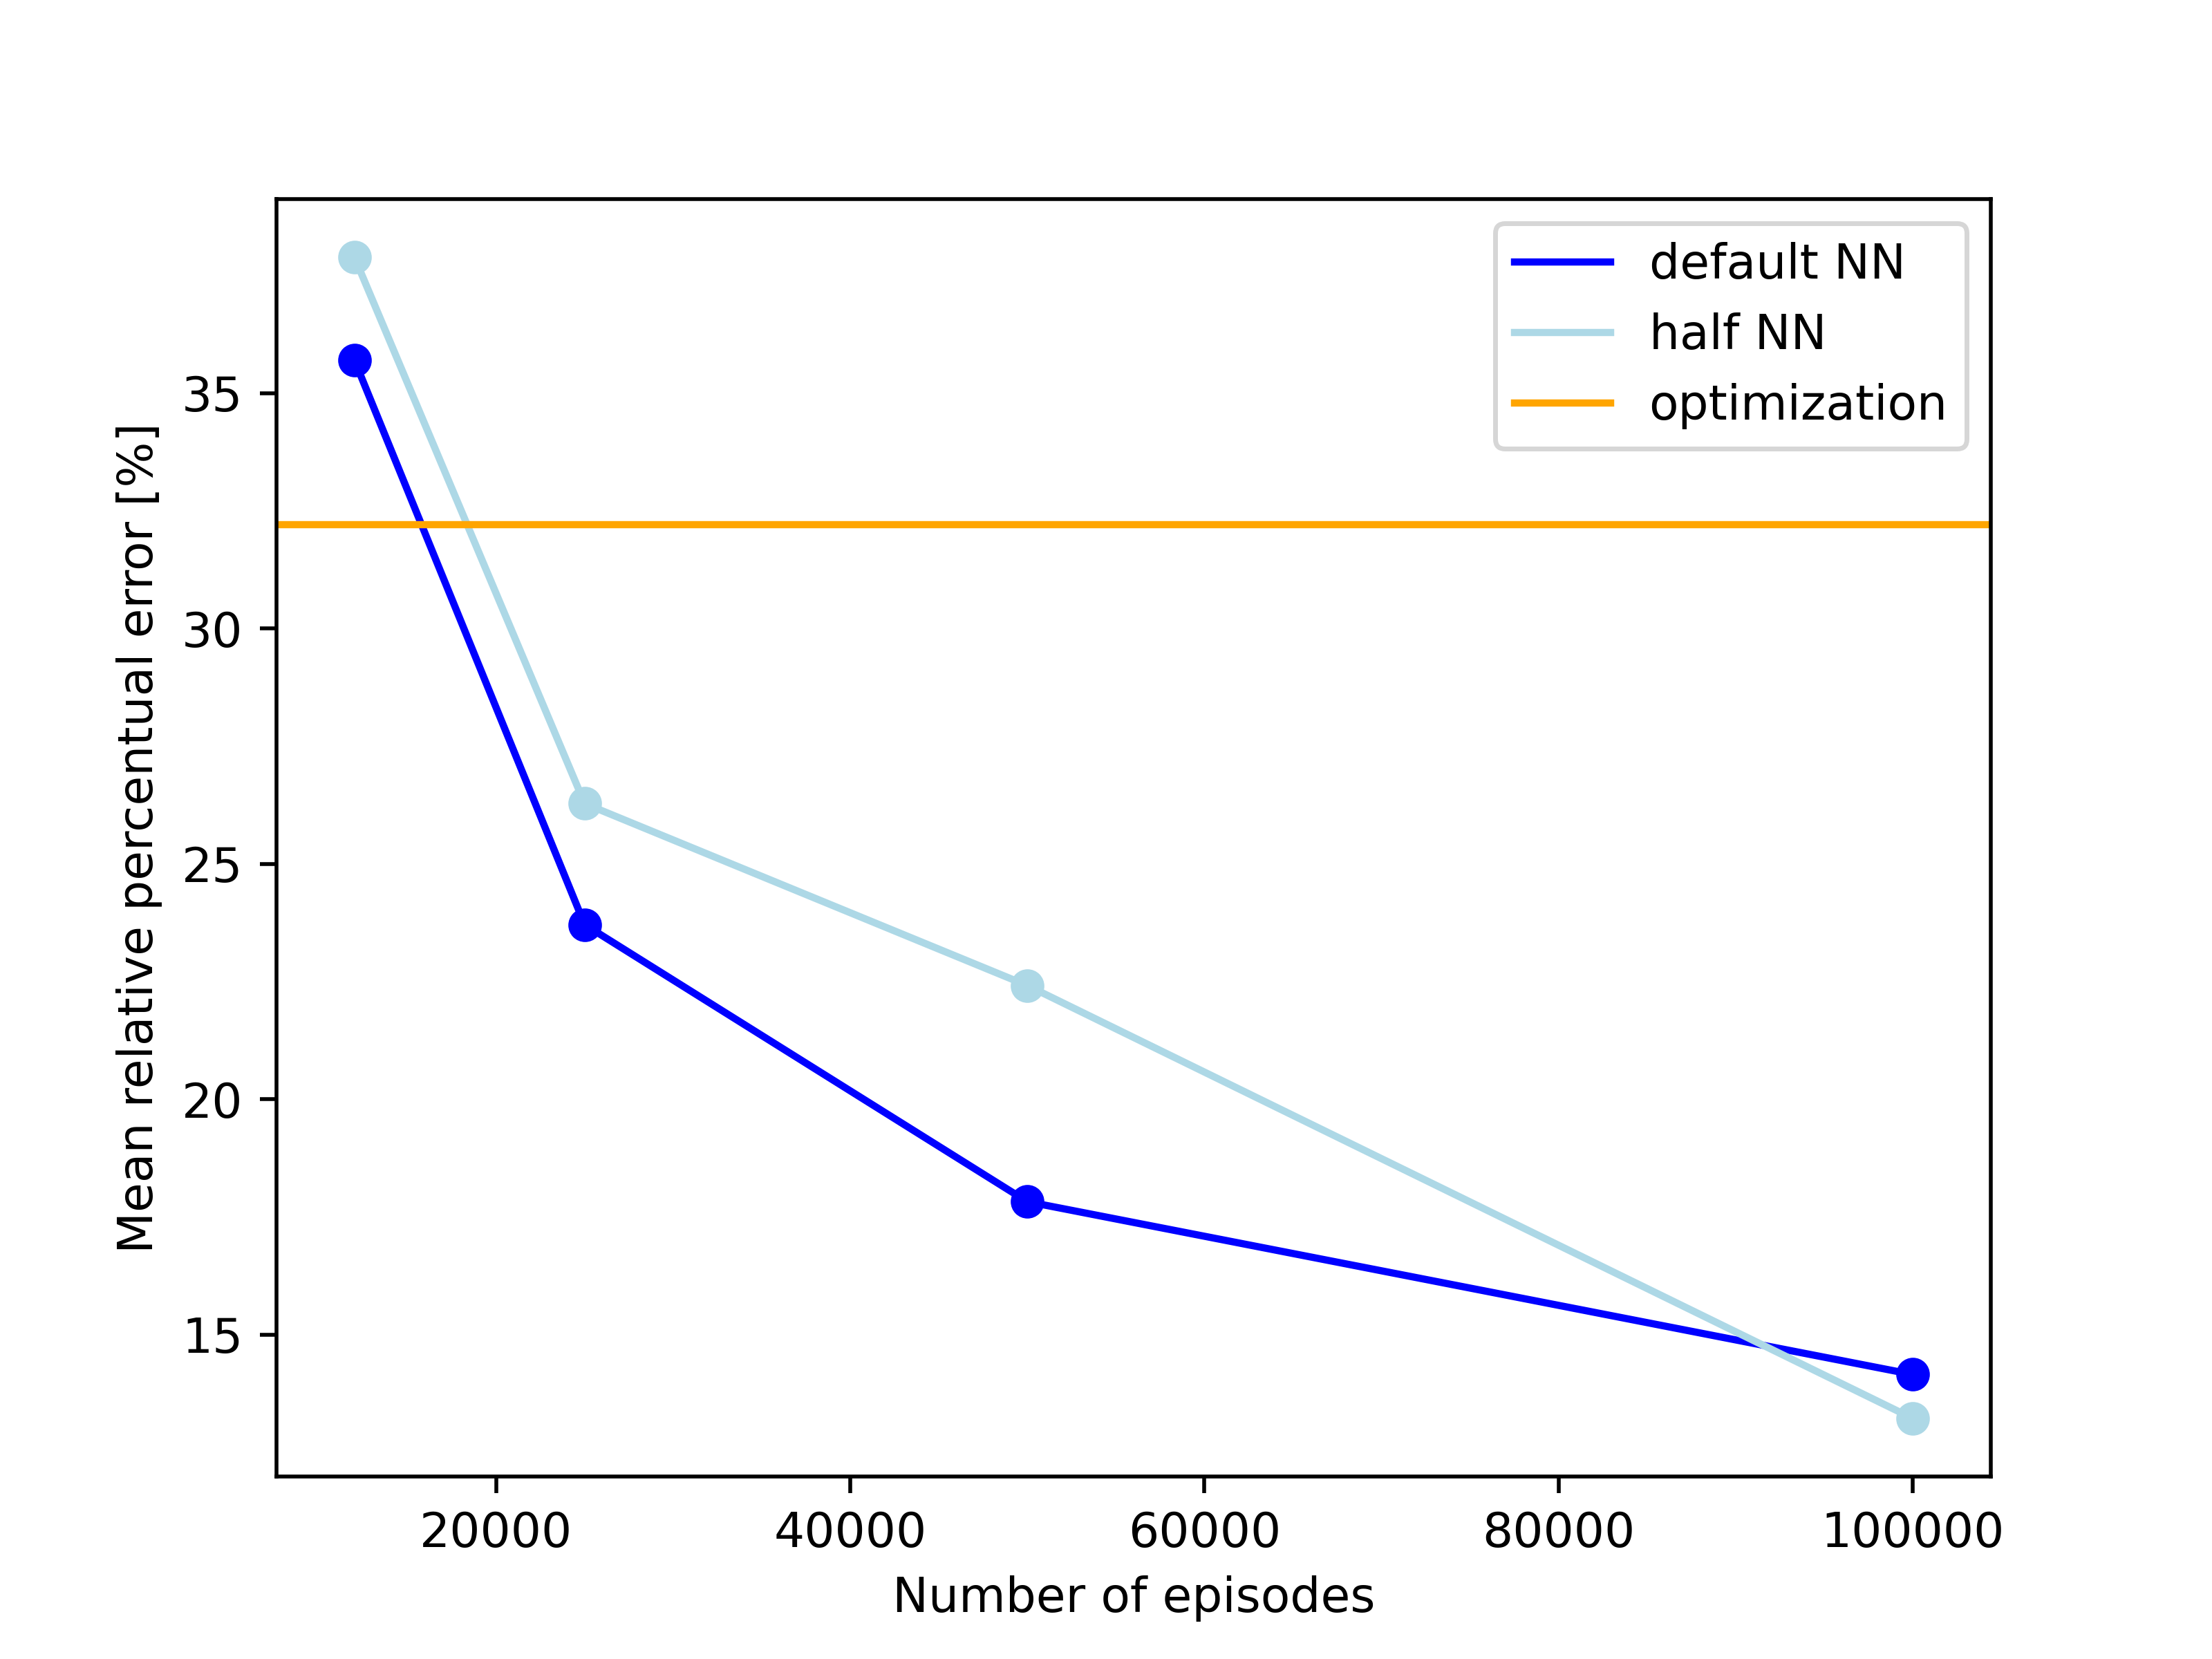 default NN
half NN
optimization
Mean relative percentual error [%]
35
30
25
20
15
20000 40000 60000 80000 100000
Number of episodes